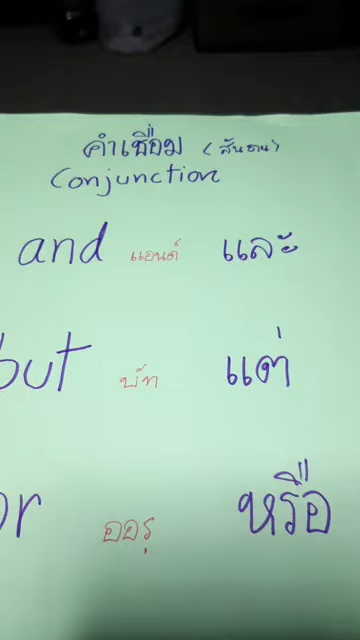 คำเชื่อม (สันธาน)
Conjunction
and แอนด์ และ
but บัท แต่
or ออรฺ หรือ